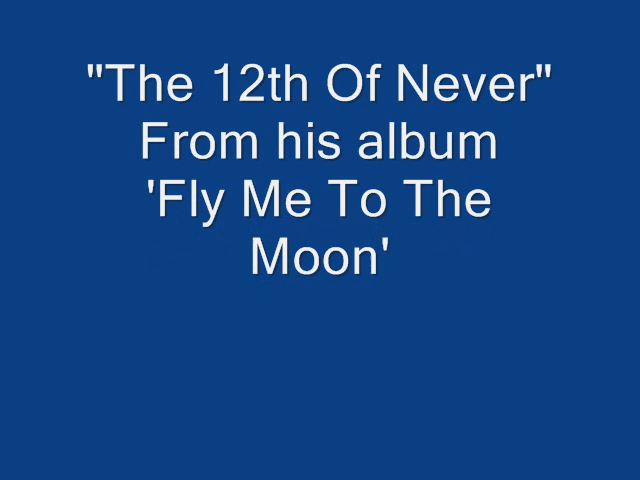 "The 12th Of Never"
From his album
'Fly Me To The
Moon'